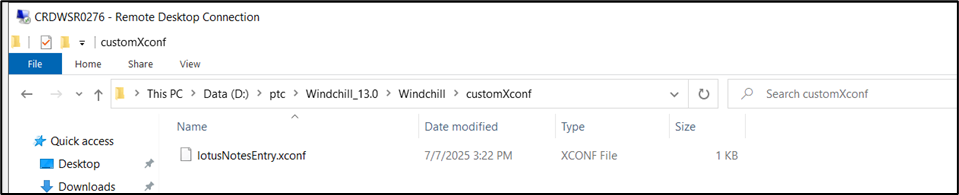 CRDWSR0276 - Remote Desktop Connection
customXconf
File Home Share View
This PC Data (D:) ptc Windchill_13.0 Windchill customXconf Search customXconf
Quick access Name Date modified Type Size
Desktop lotusNotesEntry.xconf 7/7/2025 3:22 PM XCONF File 1 KB
Downloads